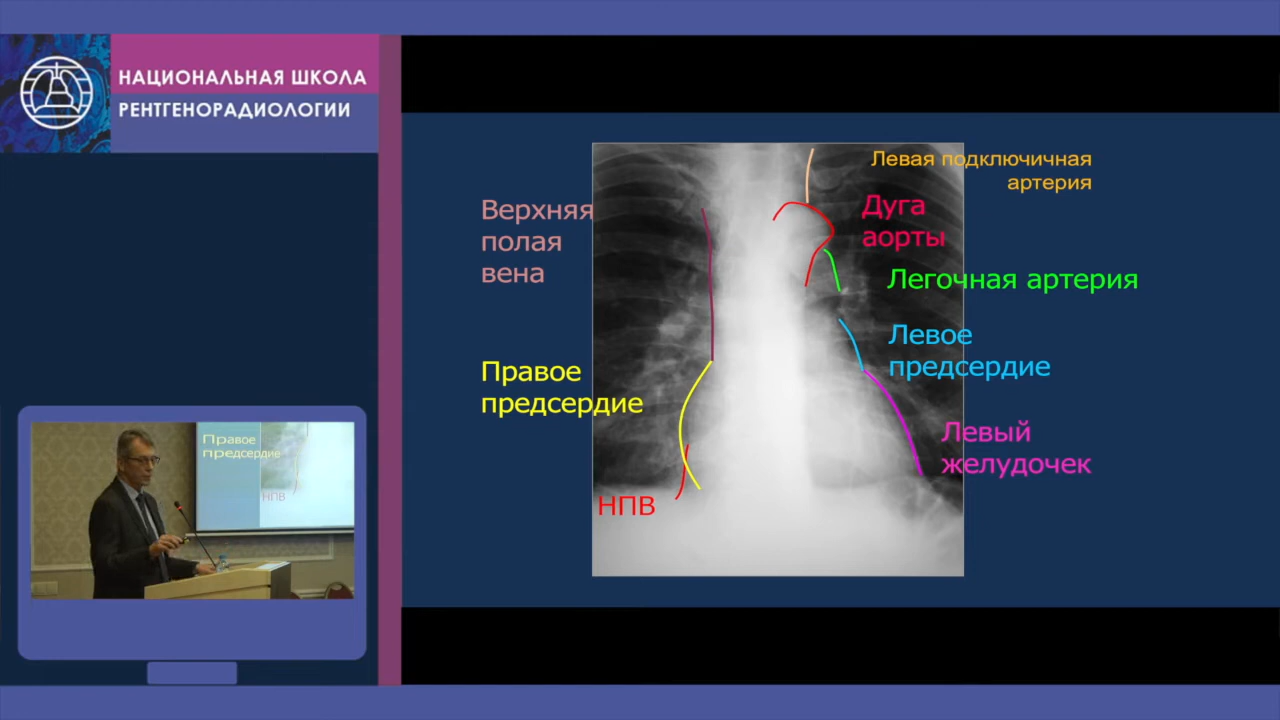 НАЦИОНАЛЬНАЯ ШКОЛА
РЕНТГЕНОРАДИОЛОГИИ
Левая подключичная
артерия
Верхняя
полая
вена
Дуга
аорты
Легочная артерия
Левое
предсердие
Правое
предсердие
Левый
желудочек
НПВ
Правое
предсердие
НПВ